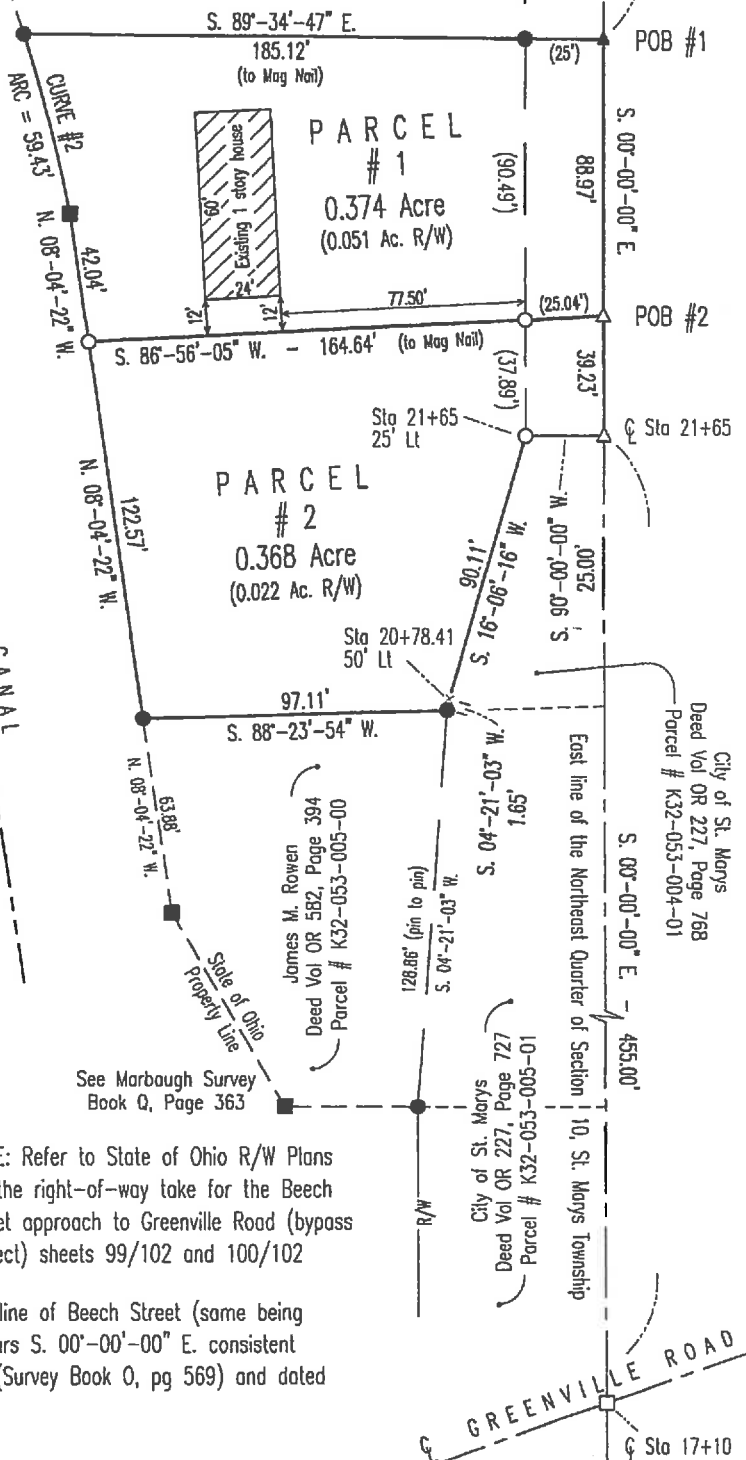 S. 89°-34'-47" E.
185.12'
(to Mag Nail)
(25')
POB #1
CURVE #2
ARC = 59.43'
PARCEL
# 1
0.374 Acre
(0.051 Ac. R/W)
Existing 1 story house
60'
24'
12'
12'
(90.49')
88.97'
S. 00°-00'-00" E.
42.04'
N. 08°-04'-22" W.
77.50'
(25.04')
POB #2
S. 86°-56'-05" W. - 164.64' (to Mag Nail)
(37.89')
39.23'
Sta 21+65
25' Lt
℄ Sta 21+65
PARCEL
# 2
0.368 Acre
(0.022 Ac. R/W)
122.57'
N. 08°-04'-22" W.
90.11'
S. 16°-06'-16" W.
25.00'
S. 90°-00'-00" W.
Sta 20+78.41
50' Lt
97.11'
S. 88°-23'-54" W.
S. 04°-21'-03" W.
1.65'
City of St. Marys
Deed Vol OR 227, Page 768
Parcel # K32-053-004-01
CANAL
63.88'
N. 08°-04'-22" W.
James M. Rowen
Deed Vol OR 582, Page 394
Parcel # K32-053-005-00
128.86' (pin to pin)
S. 04°-21'-03" W.
East line of the Northeast Quarter of Section 10, St. Marys Township
S. 00°-00'-00" E. - 455.00'
State of Ohio
Property Line
See Marbaugh Survey
Book Q, Page 363
City of St. Marys
Deed Vol OR 227, Page 727
Parcel # K32-053-005-01
R/W
E: Refer to State of Ohio R/W Plans
the right-of-way take for the Beech
et approach to Greenville Road (bypass
ect) sheets 99/102 and 100/102
line of Beech Street (same being
rs S. 00°-00'-00" E. consistent
(Survey Book O, pg 569) and dated
℄ GREENVILLE ROAD
℄ Sta 17+10